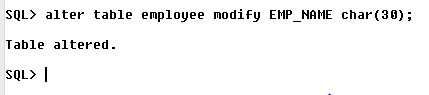 SQL> alter table employee modify EMP_NAME char(30);
Table altered.
SQL>